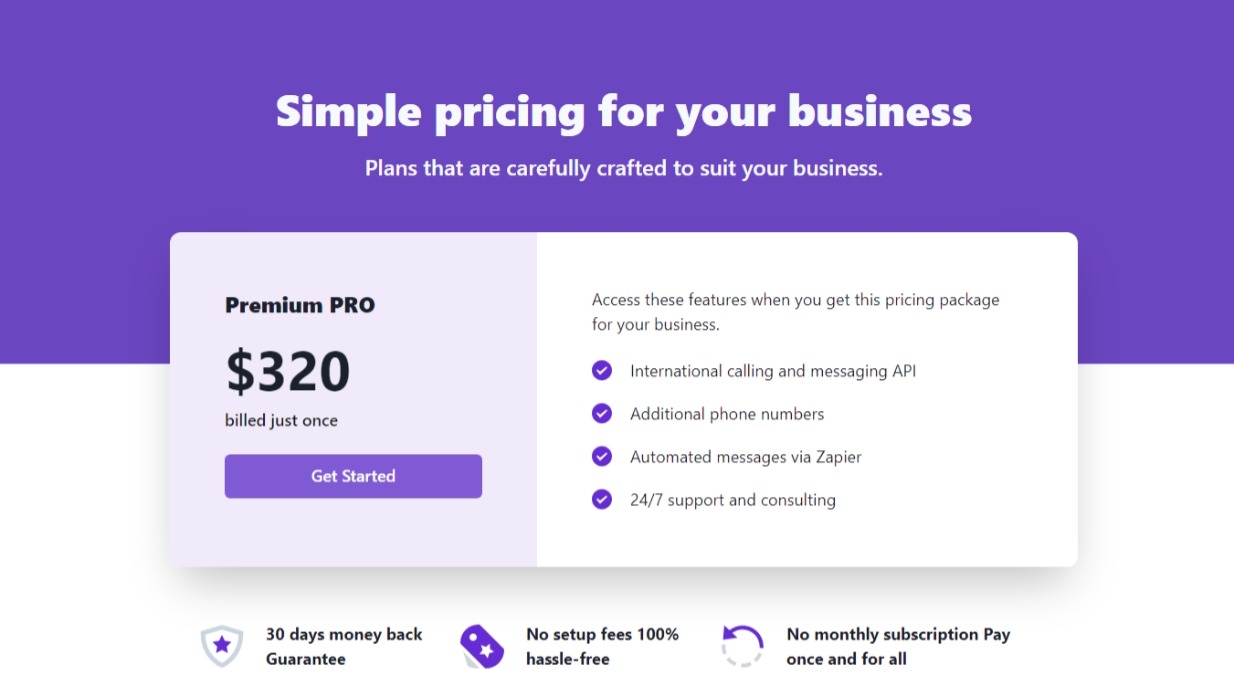 Simple pricing for your business
Plans that are carefully crafted to suit your business.
Premium PRO
$320
billed just once
Get Started
Access these features when you get this pricing package
for your business.
International calling and messaging API
Additional phone numbers
Automated messages via Zapier
24/7 support and consulting
30 days money back
Guarantee
No setup fees 100%
hassle-free
No monthly subscription Pay
once and for all